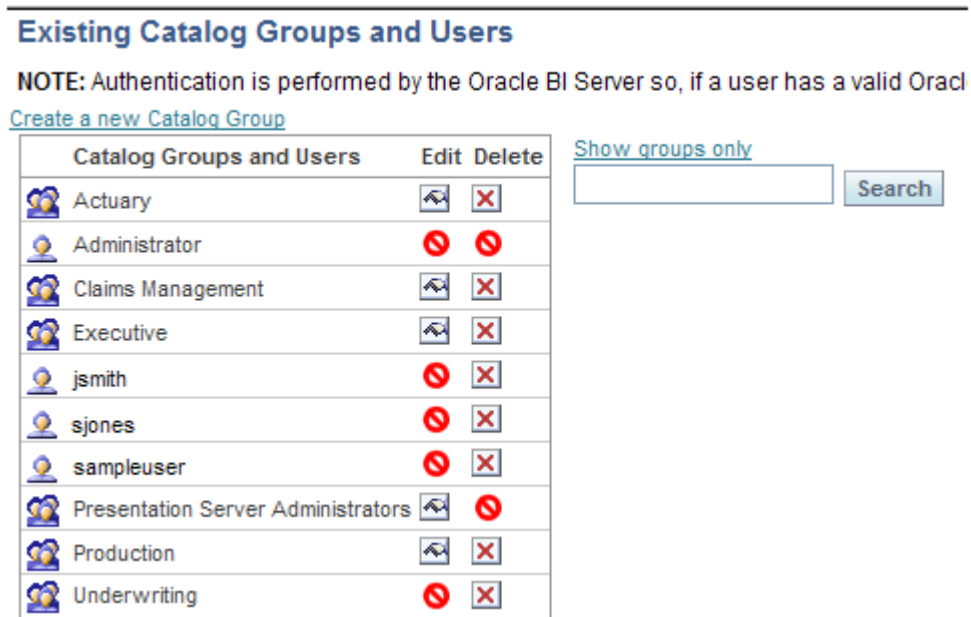 Existing Catalog Groups and Users
NOTE: Authentication is performed by the Oracle BI Server so, if a user has a valid Oracl
Create a new Catalog Group
Catalog Groups and Users Edit Delete
Show groups only
Search
Actuary
Administrator
Claims Management
Executive
jsmith
sjones
sampleuser
Presentation Server Administrators
Production
Underwriting